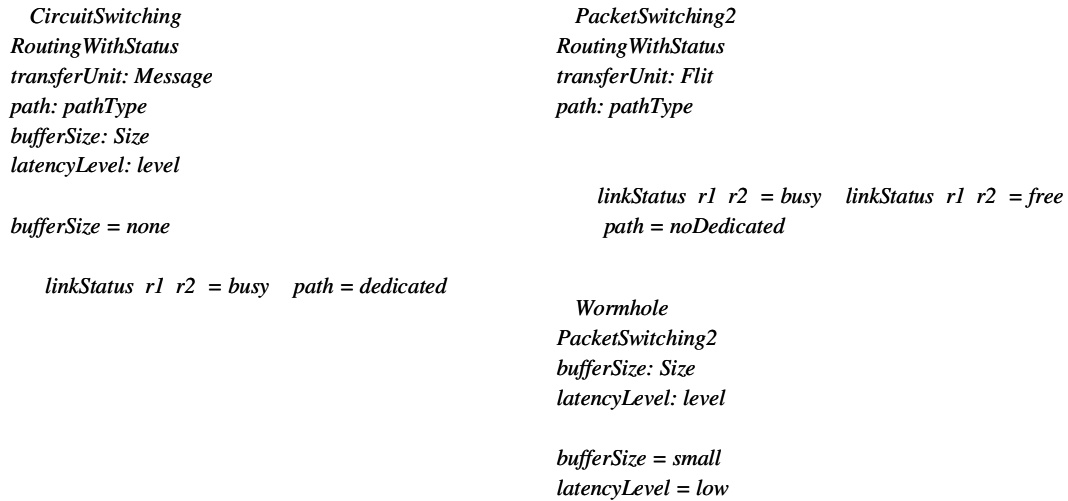 CircuitSwitching
RoutingWithStatus
transferUnit: Message
path: pathType
bufferSize: Size
latencyLevel: level
bufferSize = none
linkStatus r1 r2 = busy path = dedicated
PacketSwitching2
RoutingWithStatus
transferUnit: Flit
path: pathType
linkStatus r1 r2 = busy linkStatus r1 r2 = free
path = noDedicated
Wormhole
PacketSwitching2
bufferSize: Size
latencyLevel: level
bufferSize = small
latencyLevel = low